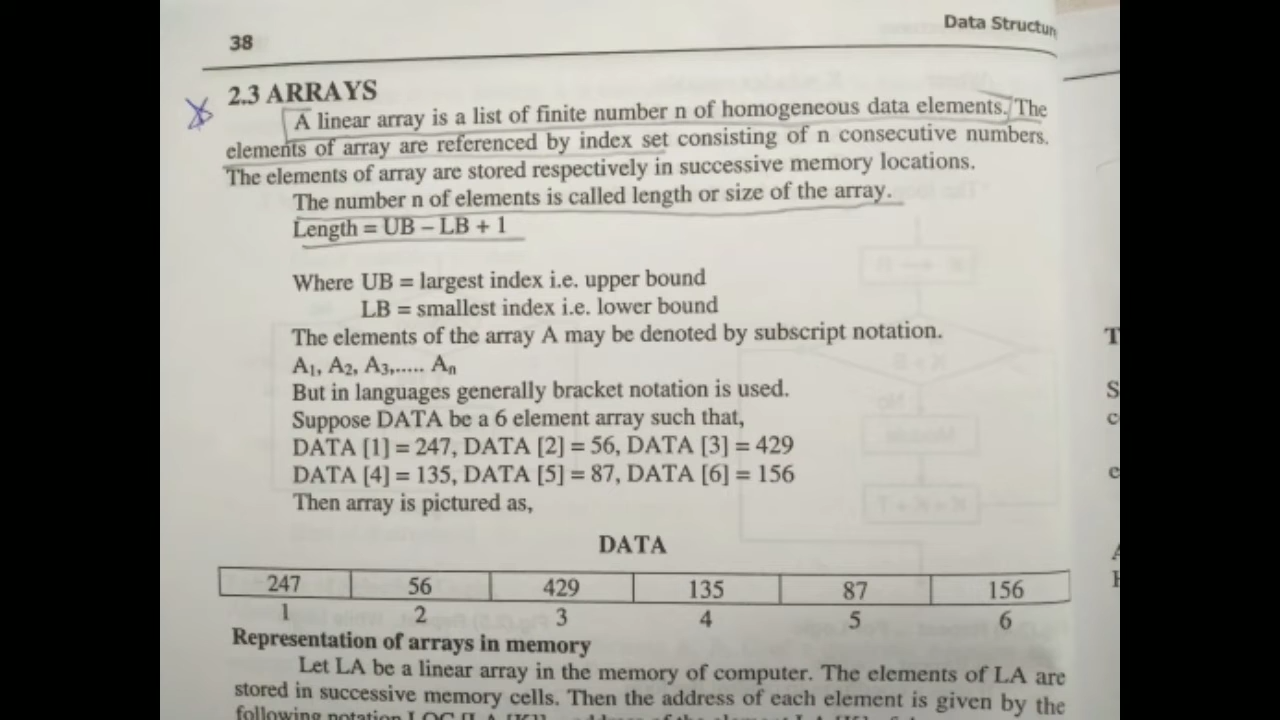 38
Data Structur
2.3 ARRAYS
A linear array is a list of finite number n of homogeneous data elements. The
elements of array are referenced by index set consisting of n consecutive numbers.
The elements of array are stored respectively in successive memory locations.
The number n of elements is called length or size of the array.
Length = UB – LB + 1
Where UB = largest index i.e. upper bound
LB = smallest index i.e. lower bound
The elements of the array A may be denoted by subscript notation.
A₁, A₂, A₃,..... Aₙ
But in languages generally bracket notation is used.
Suppose DATA be a 6 element array such that,
DATA [1] = 247, DATA [2] = 56, DATA [3] = 429
DATA [4] = 135, DATA [5] = 87, DATA [6] = 156
Then array is pictured as,
DATA
247 56 429 135 87 156
1 2 3 4 5 6
Representation of arrays in memory
Let LA be a linear array in the memory of computer. The elements of LA are
stored in successive memory cells. Then the address of each element is given by the
following notation LOC